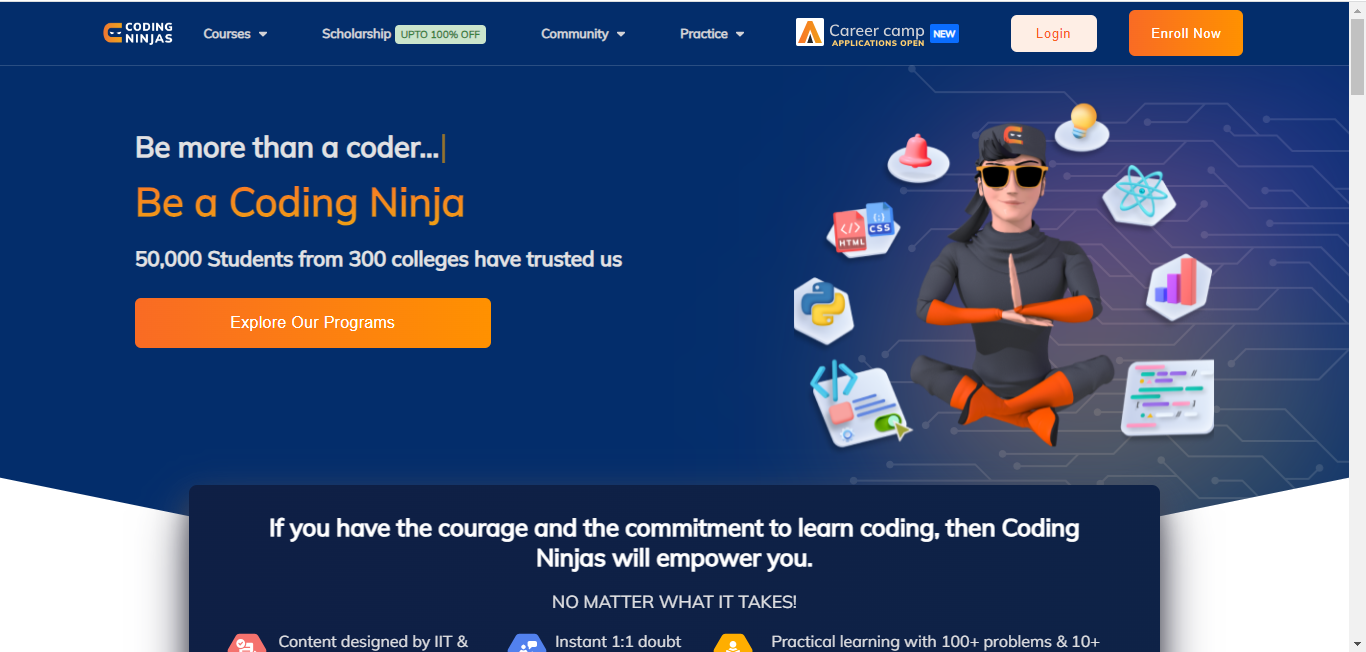 CODING
NINJAS
Courses
Scholarship UPTO 100% OFF
Community
Practice
Career camp NEW
APPLICATIONS OPEN
Login
Enroll Now
Be more than a coder...|
Be a Coding Ninja
50,000 Students from 300 colleges have trusted us
Explore Our Programs
</> HTML
{:} CSS
</>
If you have the courage and the commitment to learn coding, then Coding
Ninjas will empower you.
NO MATTER WHAT IT TAKES!
Content designed by IIT &
Instant 1:1 doubt
Practical learning with 100+ problems & 10+